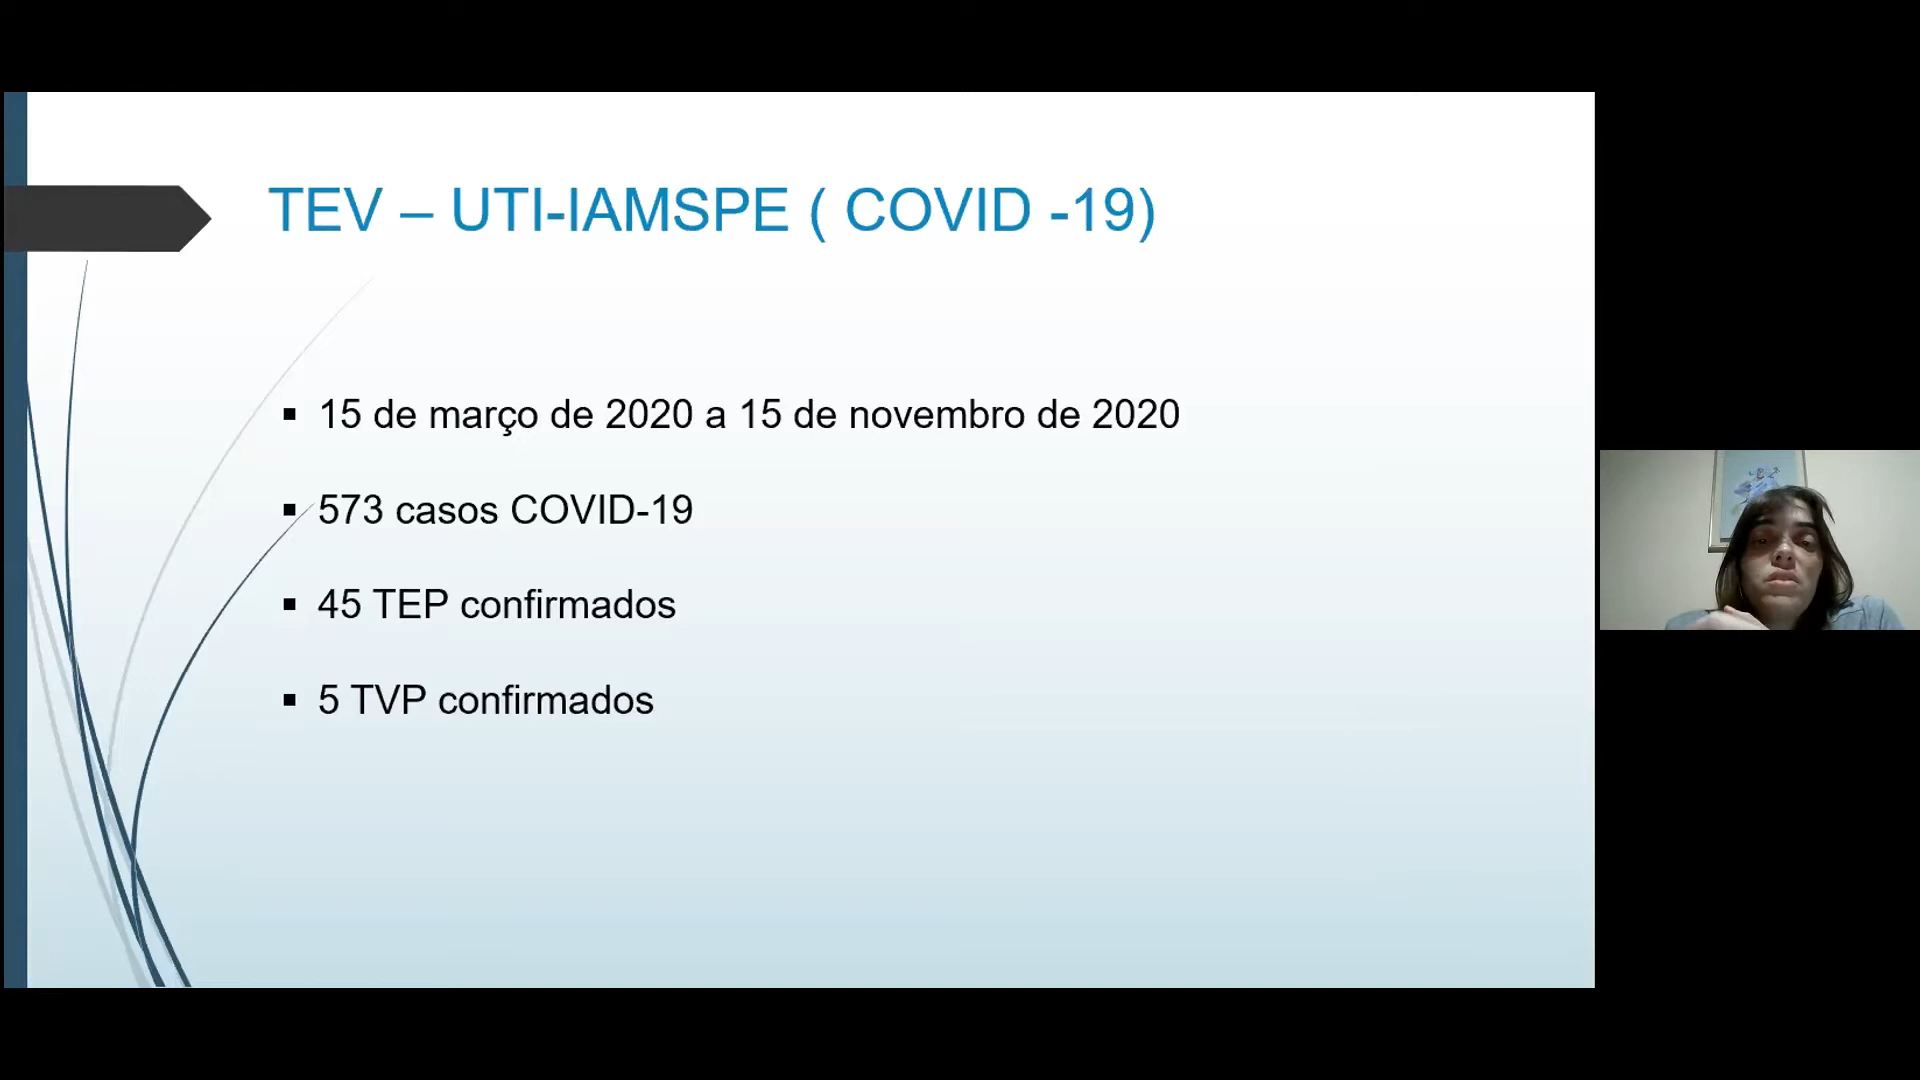 TEV – UTI-IAMSPE ( COVID -19)
▪ 15 de março de 2020 a 15 de novembro de 2020
▪ 573 casos COVID-19
▪ 45 TEP confirmados
▪ 5 TVP confirmados